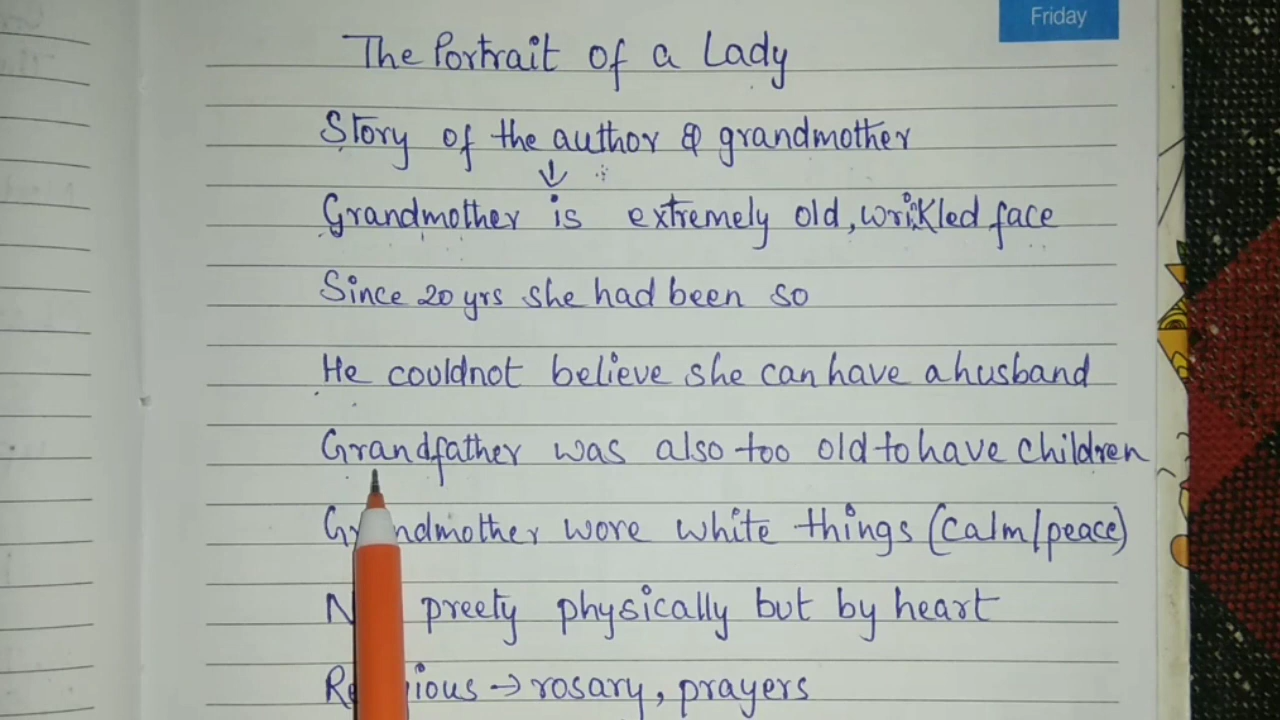 Friday
The Portrait of a Lady
Story of the author & grandmother
Grandmother is extremely old, wrikled face
Since 20 yrs she had been so
He couldnot believe she can have a husband
Grandfather was also too old to have children
Grandmother wore white things (calm/peace)
preety physically but by heart
Religious → rosary, prayers